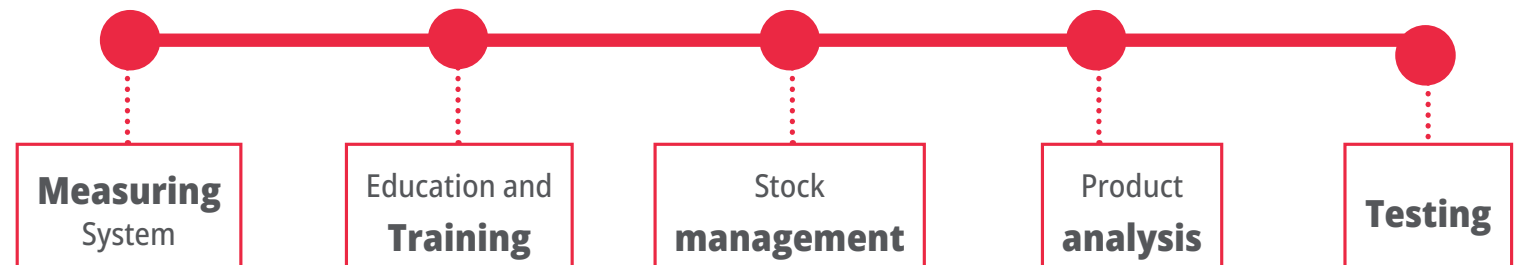 Measuring
System
Education and
Training
Stock
management
Product
analysis
Testing